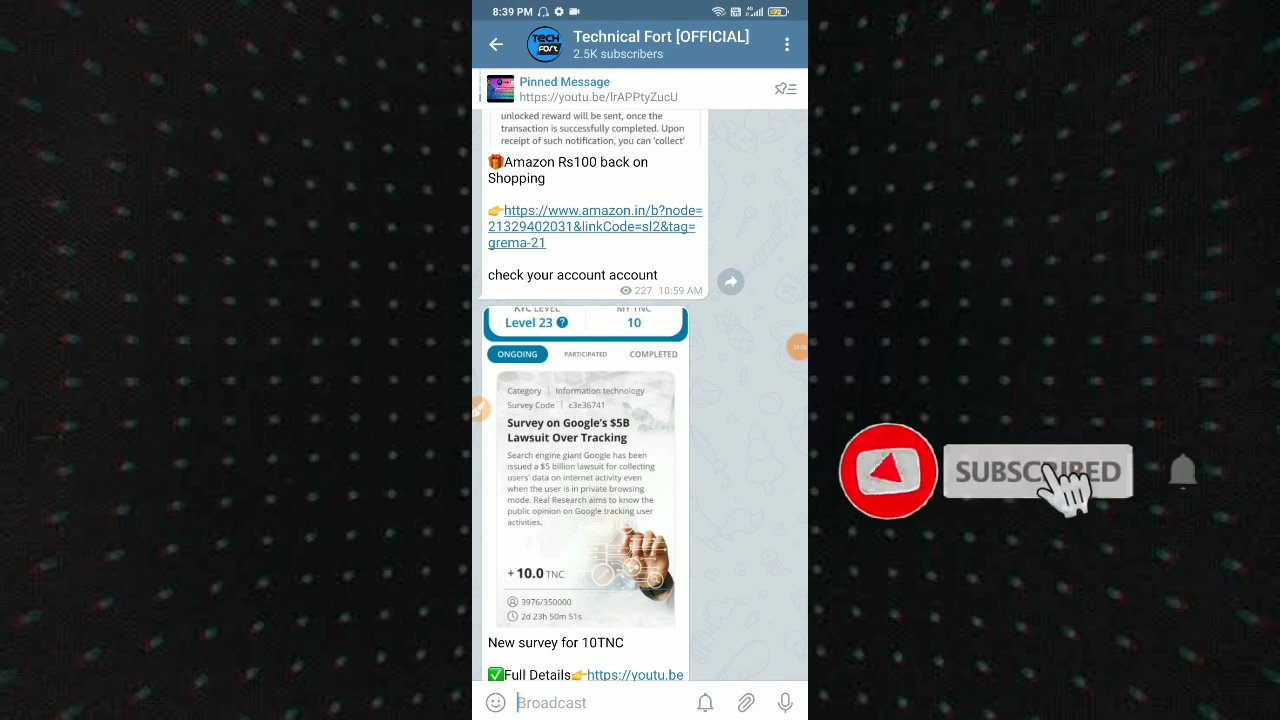 8:39 PM
72
TECH
Fort
Technical Fort [OFFICIAL]
2.5K subscribers
Pinned Message
https://youtu.be/IrAPPtyZucU
unlocked reward will be sent, once the
transaction is successfully completed. Upon
receipt of such notification, you can 'collect'
🎁Amazon Rs100 back on
Shopping
👉https://www.amazon.in/b?node=
21329402031&linkCode=sl2&tag=
grema-21
check your account account
227 10:59 AM
KYC LEVEL MY TNC
Level 23 ? 10
ONGOING PARTICIPATED COMPLETED
Category | Information technology
Survey Code | c3e36741
Survey on Google's $5B
Lawsuit Over Tracking
Search engine giant Google has been
issued a $5 billion lawsuit for collecting
users' data on internet activity even
when the user is in private browsing
mode. Real Research aims to know the
public opinion on Google tracking user
activities.
+ 10.0 TNC
3976/350000
2d 23h 50m 51s
New survey for 10TNC
✅Full Details👉https://youtu.be
Broadcast
SUBSCRIBED